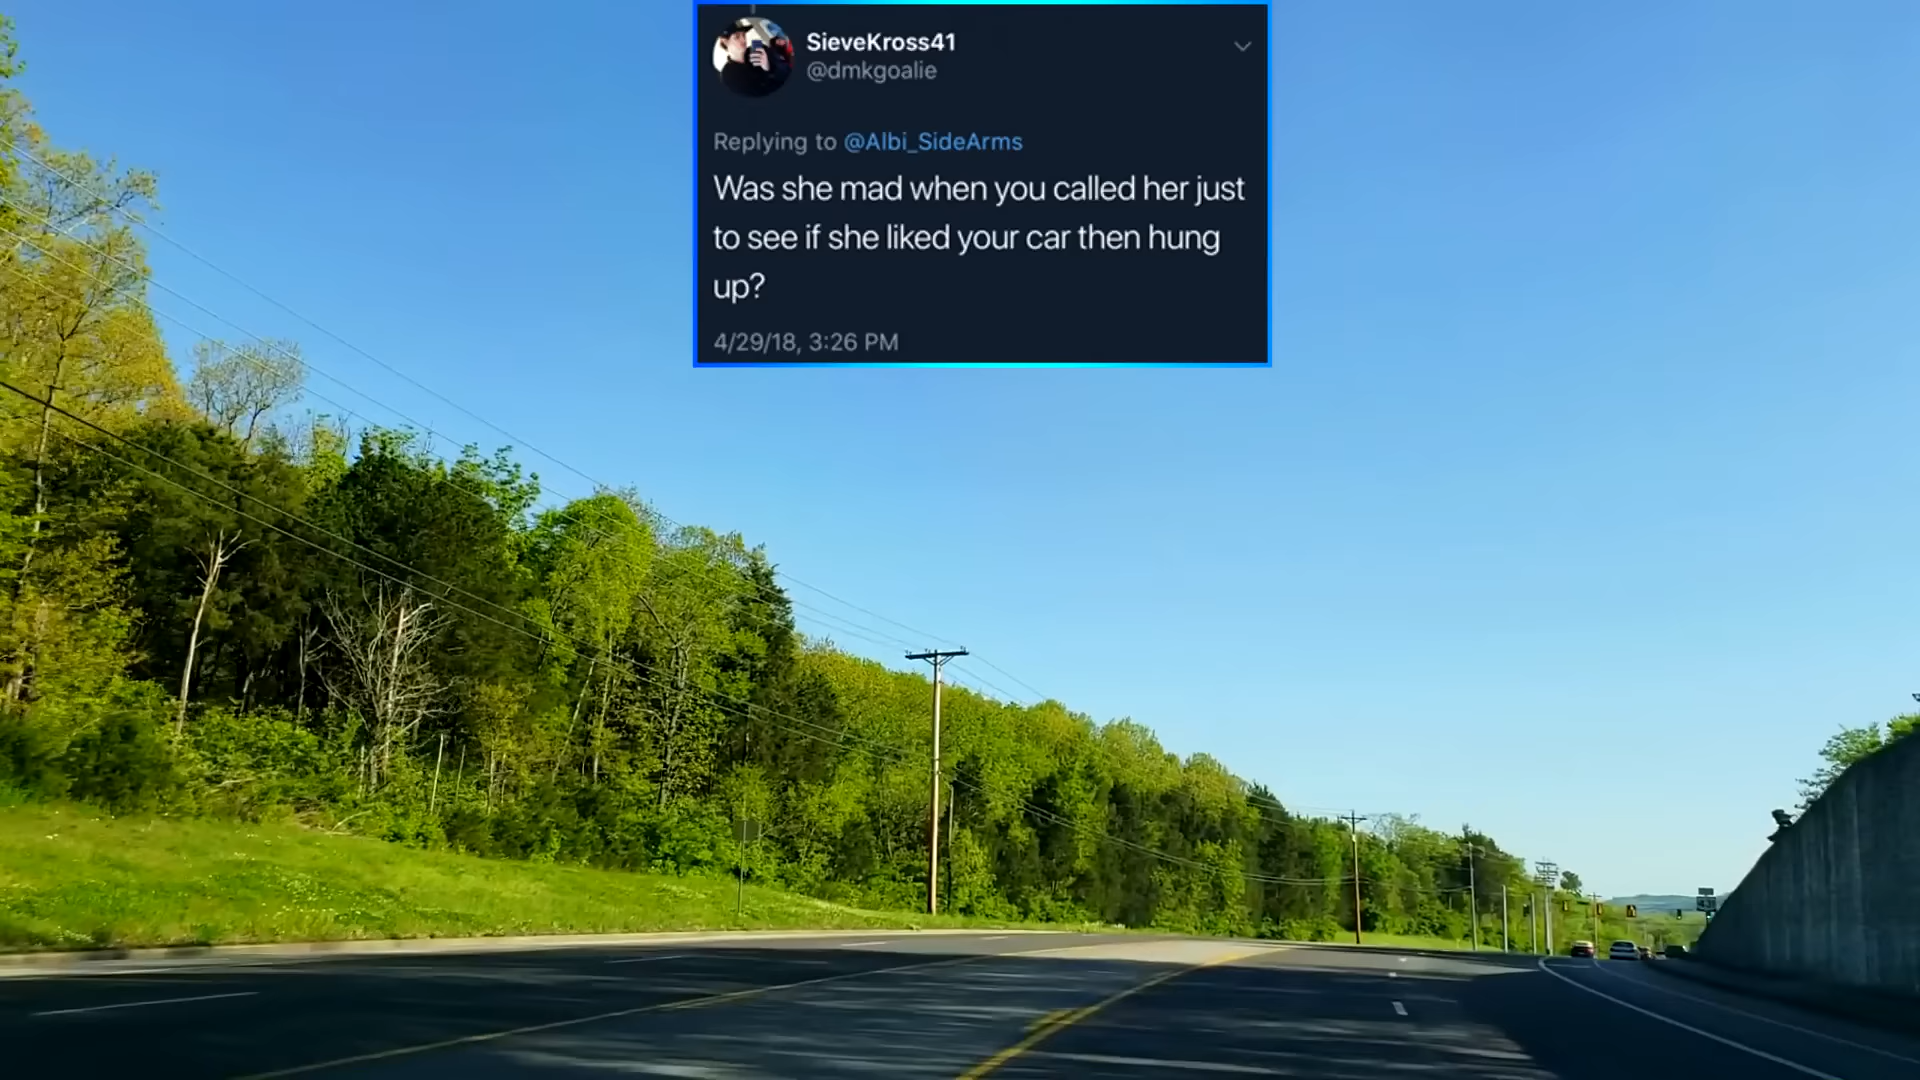 SieveKross41
@dmkgoalie
Replying to @Albi_SideArms
Was she mad when you called her just
to see if she liked your car then hung
up?
4/29/18, 3:26 PM